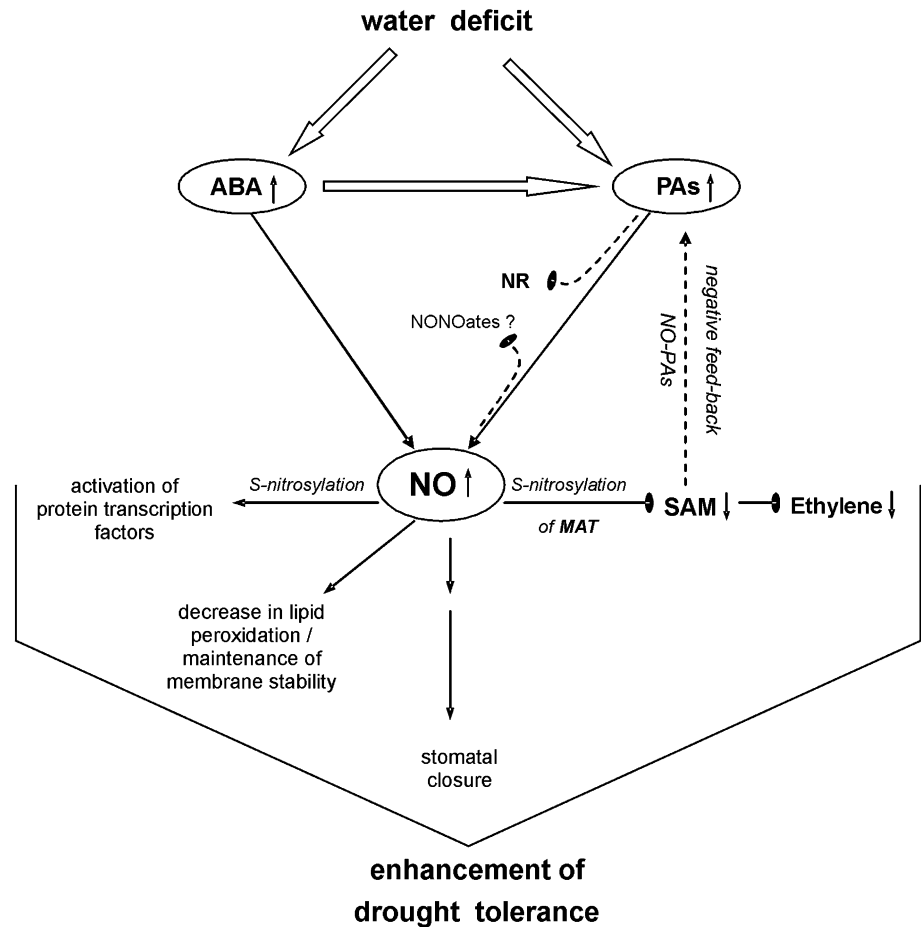 water deficit
ABA
PAs
NR
NONOates ?
negative feed-back
NO-PAs
activation of
protein transcription
factors
S-nitrosylation
NO
S-nitrosylation
of MAT
SAM
Ethylene
decrease in lipid
peroxidation /
maintenance of
membrane stability
stomatal
closure
enhancement of
drought tolerance